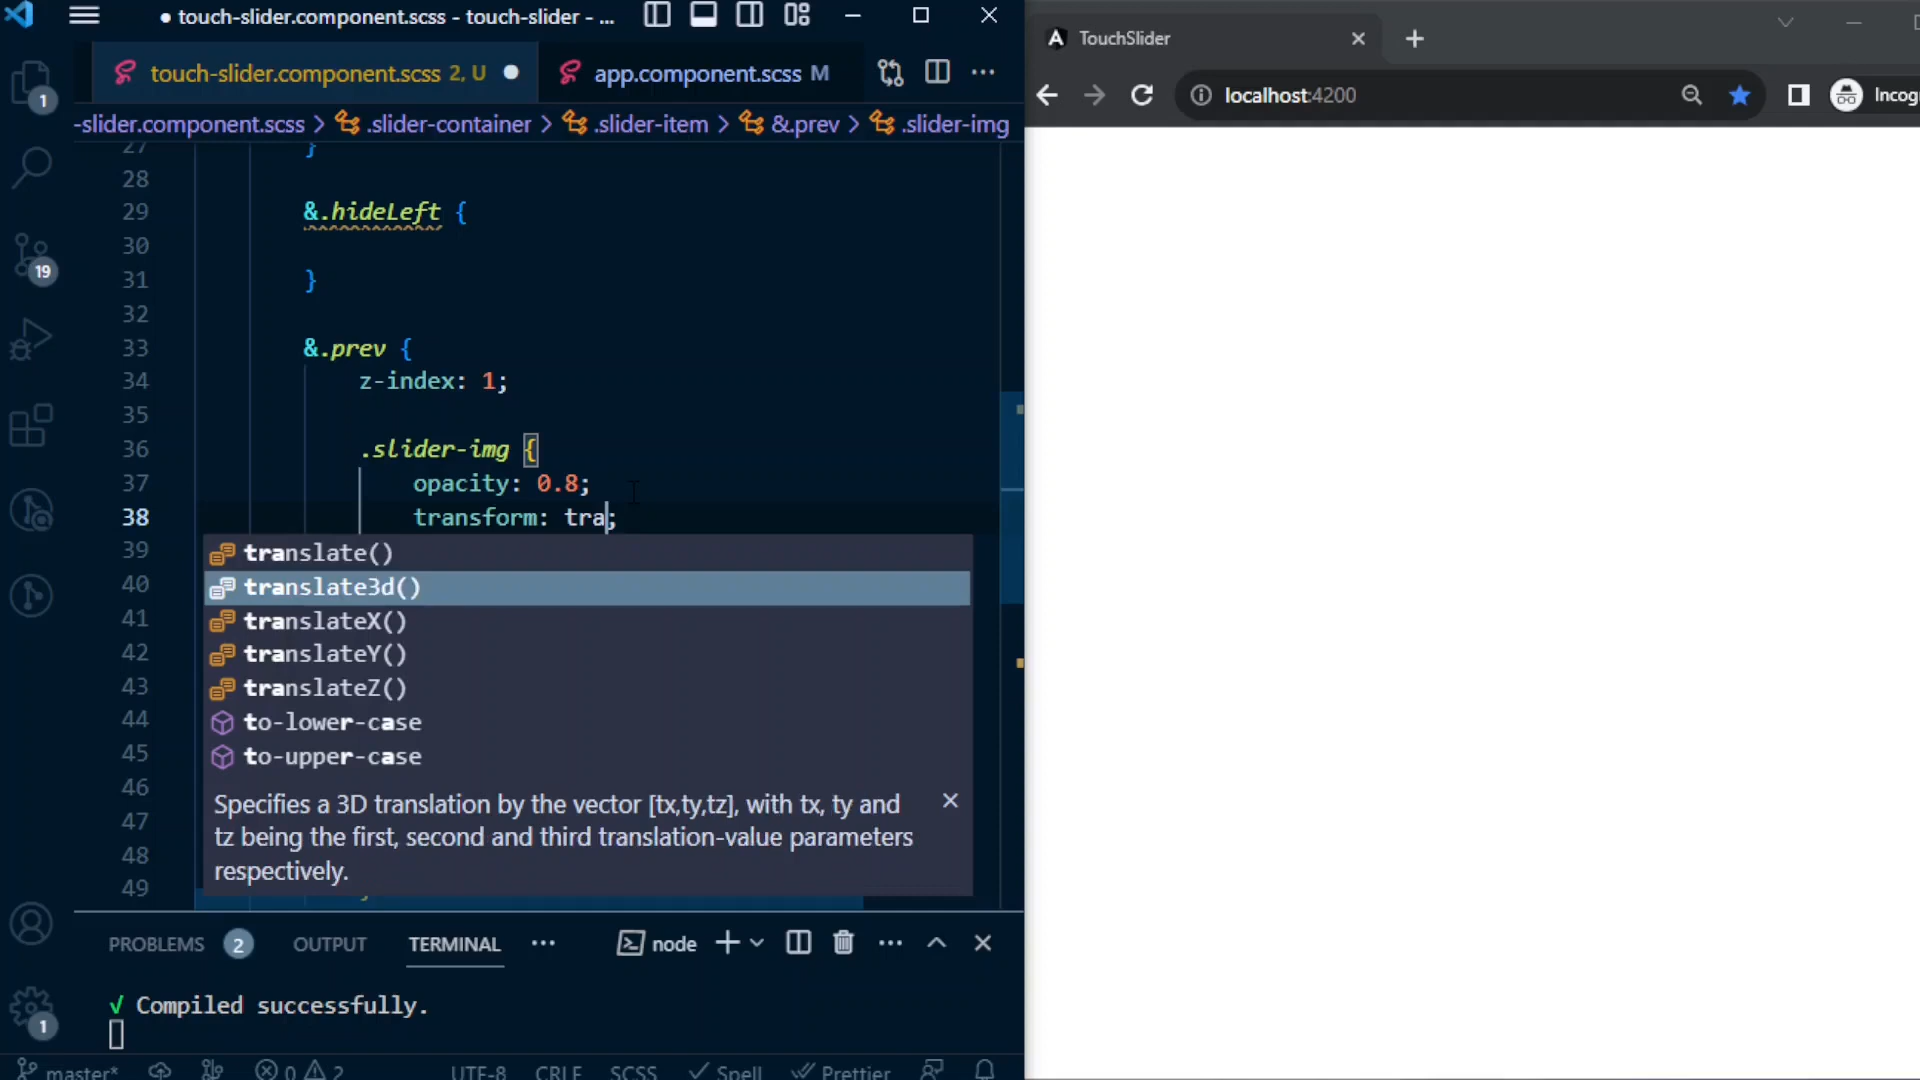 touch-slider.component.scss - touch-slider - ...
touch-slider.component.scss 2, U
app.component.scss M
-slider.component.scss > .slider-container > .slider-item > &.prev > .slider-img
27 }
28
29 &.hideLeft {
30
31 }
32
33 &.prev {
34 z-index: 1;
35
36 .slider-img {
37 opacity: 0.8;
38 transform: tra;
39
40
41
42
43
44
45
46
47
48
49
translate()
translate3d()
translateX()
translateY()
translateZ()
to-lower-case
to-upper-case
Specifies a 3D translation by the vector [tx,ty,tz], with tx, ty and
tz being the first, second and third translation-value parameters
respectively.
1
19
1
PROBLEMS 2 OUTPUT TERMINAL ... node
√ Compiled successfully.
master* 0 2 UTF-8 CRLF SCSS Spell Prettier
TouchSlider
localhost:4200
Incog